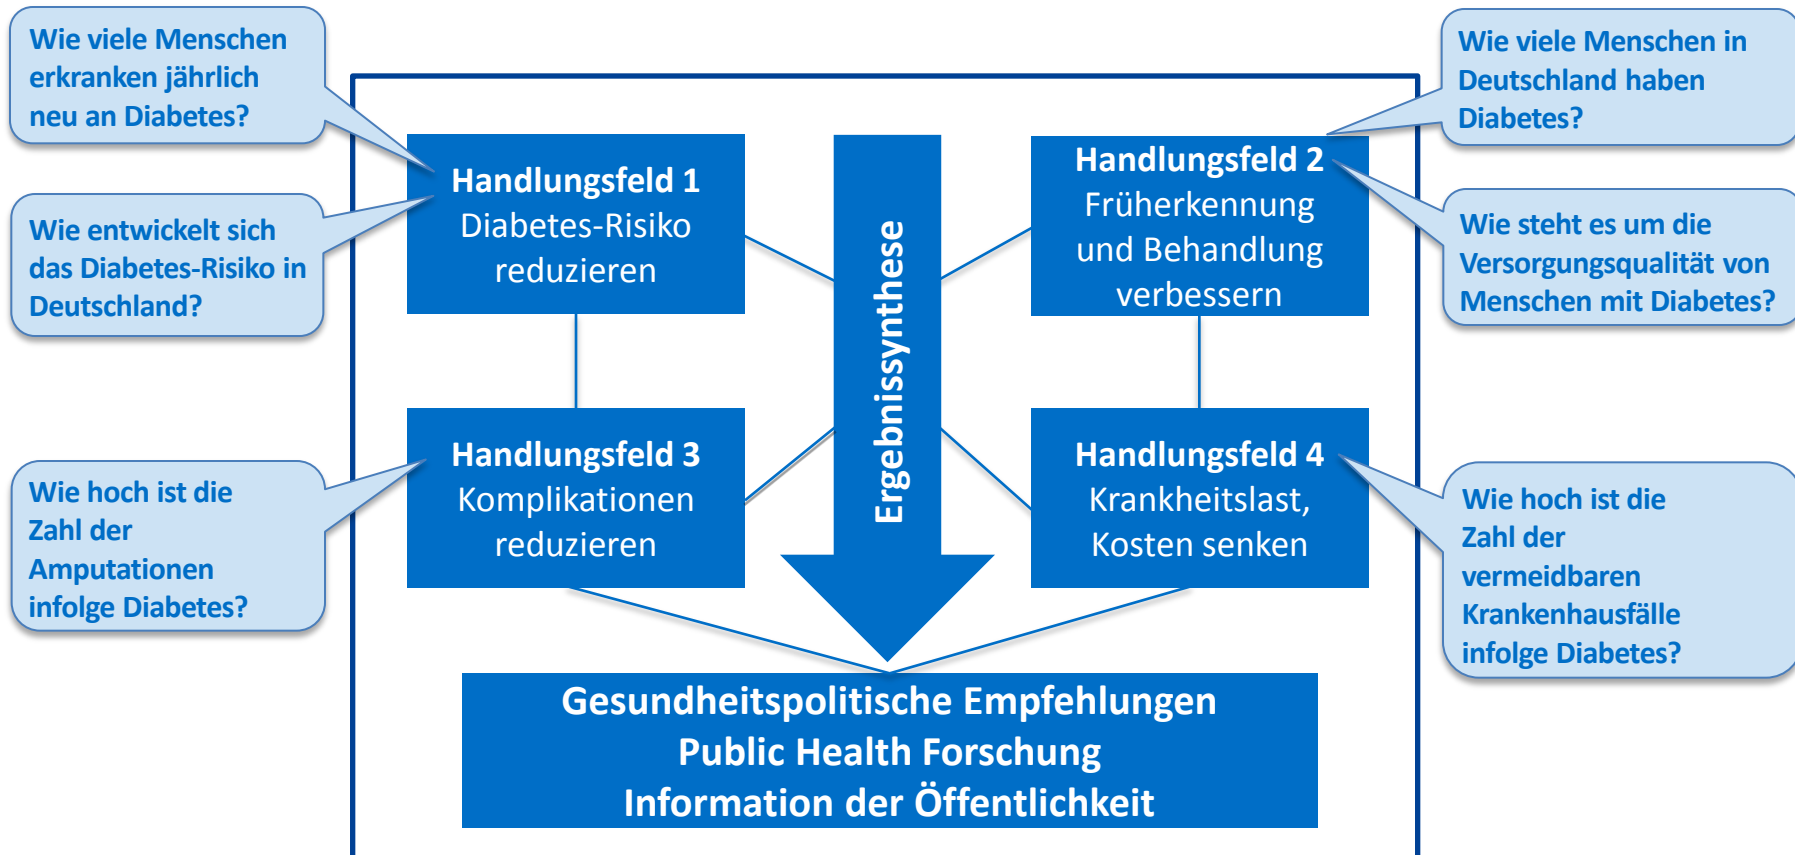 Wie viele Menschen
erkranken jährlich
neu an Diabetes?
Wie viele Menschen in
Deutschland haben
Diabetes?
Handlungsfeld 1
Diabetes-Risiko
reduzieren
Handlungsfeld 2
Früherkennung
und Behandlung
verbessern
Wie entwickelt sich
das Diabetes-Risiko in
Deutschland?
Wie steht es um die
Versorgungsqualität von
Menschen mit Diabetes?
Ergebnissynthese
Handlungsfeld 3
Komplikationen
reduzieren
Handlungsfeld 4
Krankheitslast,
Kosten senken
Wie hoch ist die
Zahl der
Amputationen
infolge Diabetes?
Wie hoch ist die
Zahl der
vermeidbaren
Krankenhausfälle
infolge Diabetes?
Gesundheitspolitische Empfehlungen
Public Health Forschung
Information der Öffentlichkeit